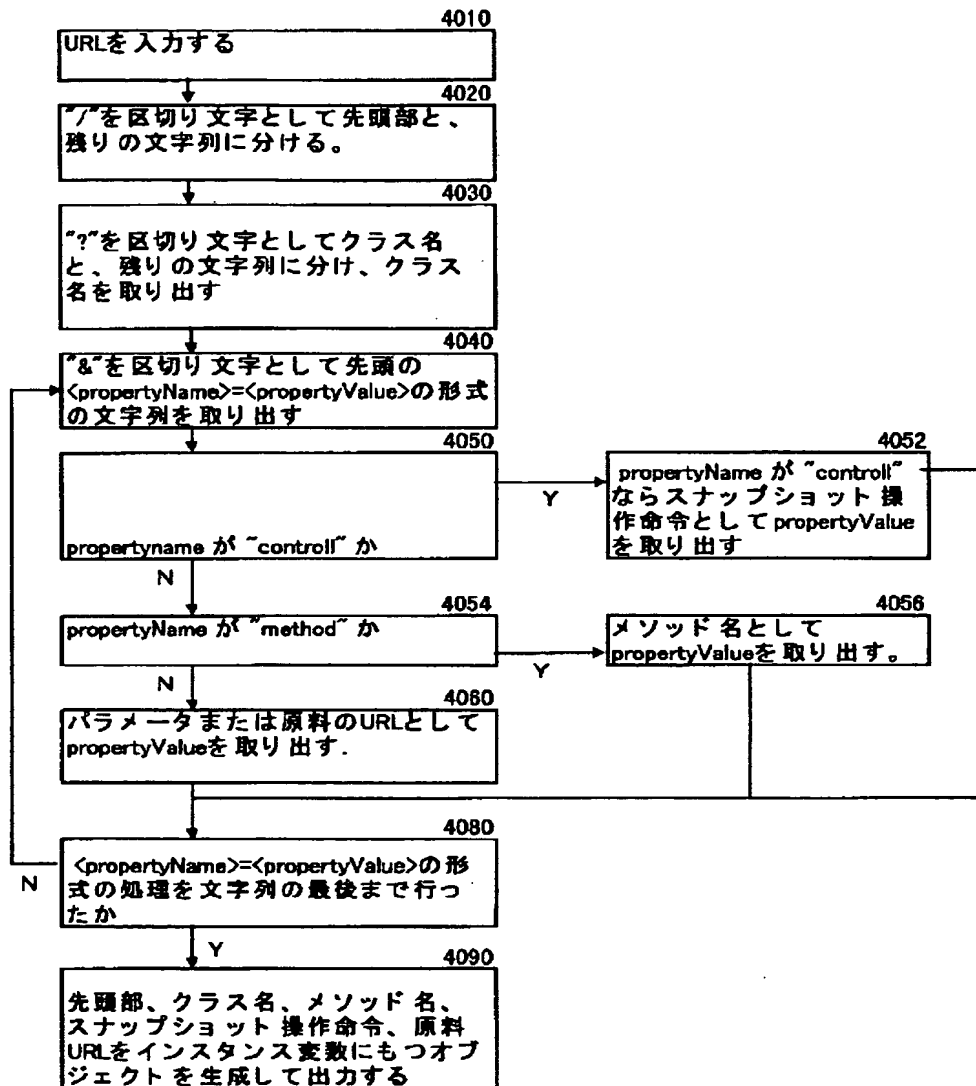 4010
URLを入力する
4020
"/"を区切り文字として先頭部と、
残りの文字列に分ける。
4030
"?"を区切り文字としてクラス名
と、残りの文字列に分け、クラス
名を取り出す
4040
"&"を区切り文字として先頭の
<propertyName>=<propertyValue>の形式
の文字列を取り出す
4050
propertyname が "controll" か
Y
N
4052
propertyName が "controll"
ならスナップショット操
作命令としてpropertyValue
を取り出す
4054
propertyName が "method" か
Y
N
4056
メソッド名として
propertyValueを取り出す。
4060
パラメータまたは原料のURLとして
propertyValueを取り出す.
4080
<propertyName>=<propertyValue>の形
式の処理を文字列の最後まで行っ
たか
N
Y
4090
先頭部、クラス名、メソッド名、
スナップショット操作命令、原料
URLをインスタンス変数にもつオブ
ジェクトを生成して出力する